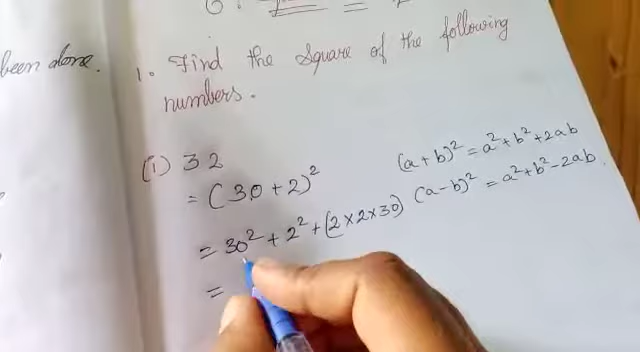 been done.
1. Find the Square of the following
numbers.
(i) 32
= (30+2)²
(a+b)² = a²+b²+2ab
(a-b)² = a²+b²-2ab.
= 30² + 2² + (2×2×30)
=